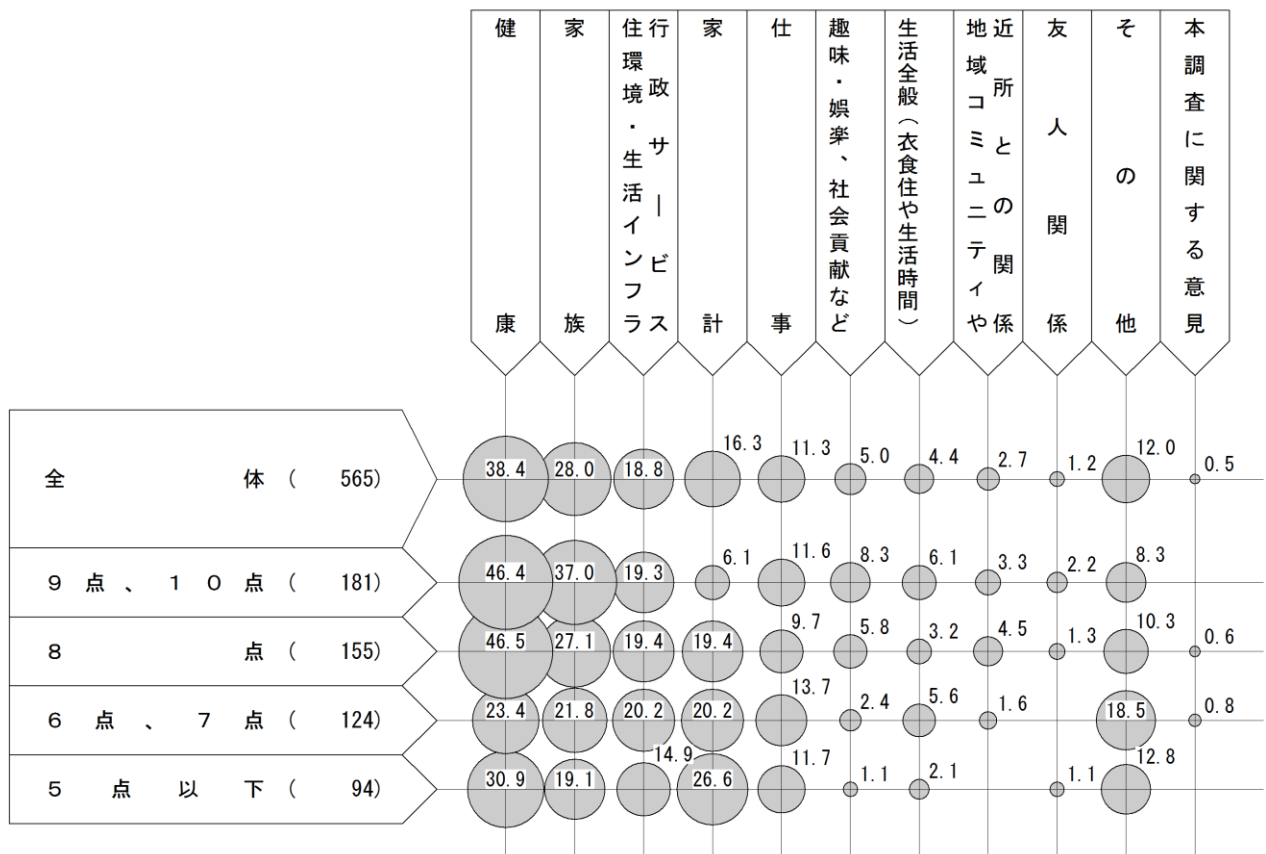 健康
家族
住環境・生活インフラ
行政サービス
家計
仕事
趣味・娯楽、社会貢献など
生活全般(衣食住や生活時間)
地域コミュニティや
近所との関係
友人関係
その他
本調査に関する意見
全体( 565) 38.4 28.0 18.8 16.3 11.3 5.0 4.4 2.7 1.2 12.0 0.5
9点、10点( 181) 46.4 37.0 19.3 6.1 11.6 8.3 6.1 3.3 2.2 8.3
8点( 155) 46.5 27.1 19.4 19.4 9.7 5.8 3.2 4.5 1.3 10.3 0.6
6点、7点( 124) 23.4 21.8 20.2 20.2 13.7 2.4 5.6 1.6 18.5 0.8
5点以下( 94) 30.9 19.1 14.9 26.6 11.7 1.1 2.1 1.1 12.8